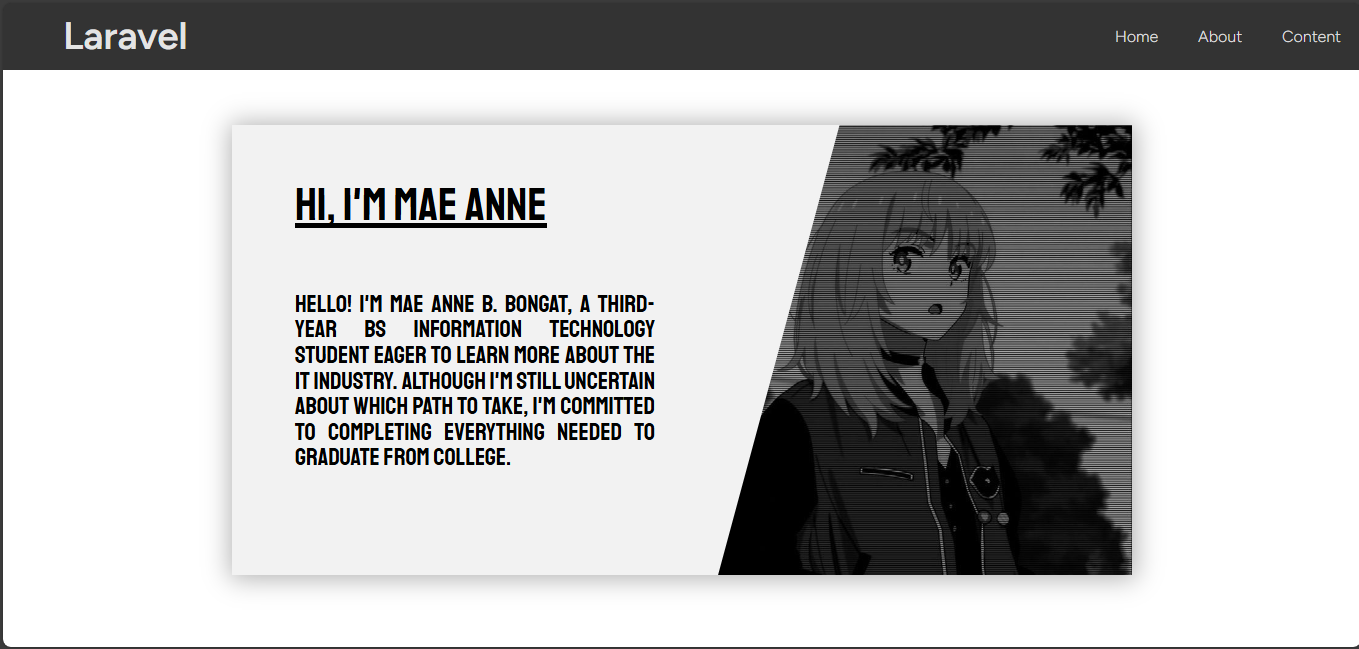 Laravel
Home About Content
HI, I'M MAE ANNE
HELLO! I'M MAE ANNE B. BONGAT, A THIRD-
YEAR BS INFORMATION TECHNOLOGY
STUDENT EAGER TO LEARN MORE ABOUT THE
IT INDUSTRY. ALTHOUGH I'M STILL UNCERTAIN
ABOUT WHICH PATH TO TAKE, I'M COMMITTED
TO COMPLETING EVERYTHING NEEDED TO
GRADUATE FROM COLLEGE.